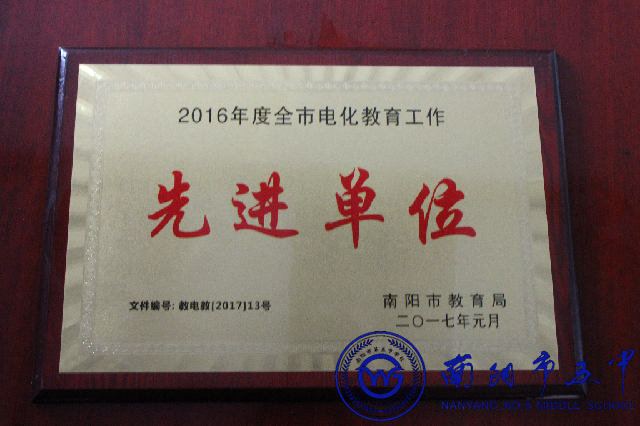 2016年度全市电化教育工作
先进单位
文件编号: 教电教[2017]13号
南阳市教育局
二〇一七年元月
南阳市五中
NANYANG NO.5 MIDDLE SCHOOL